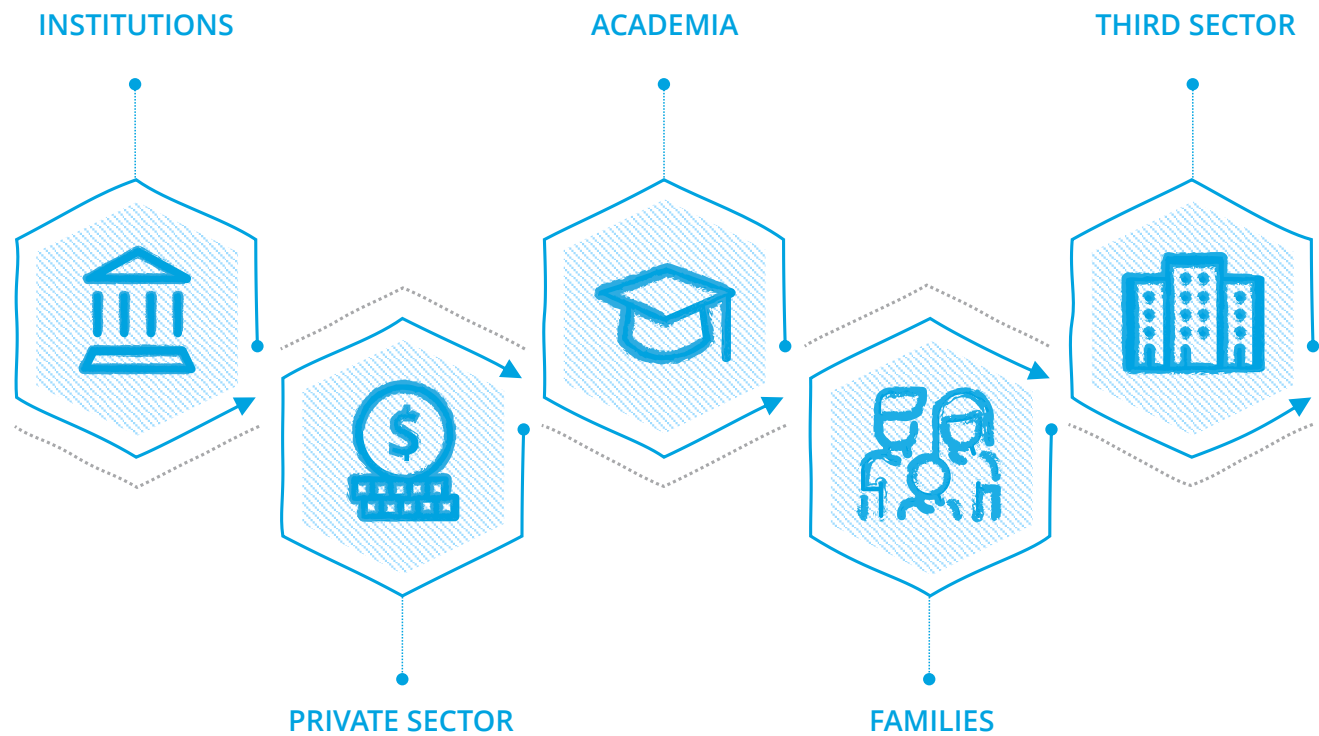 INSTITUTIONS
ACADEMIA
THIRD SECTOR
$
PRIVATE SECTOR
FAMILIES